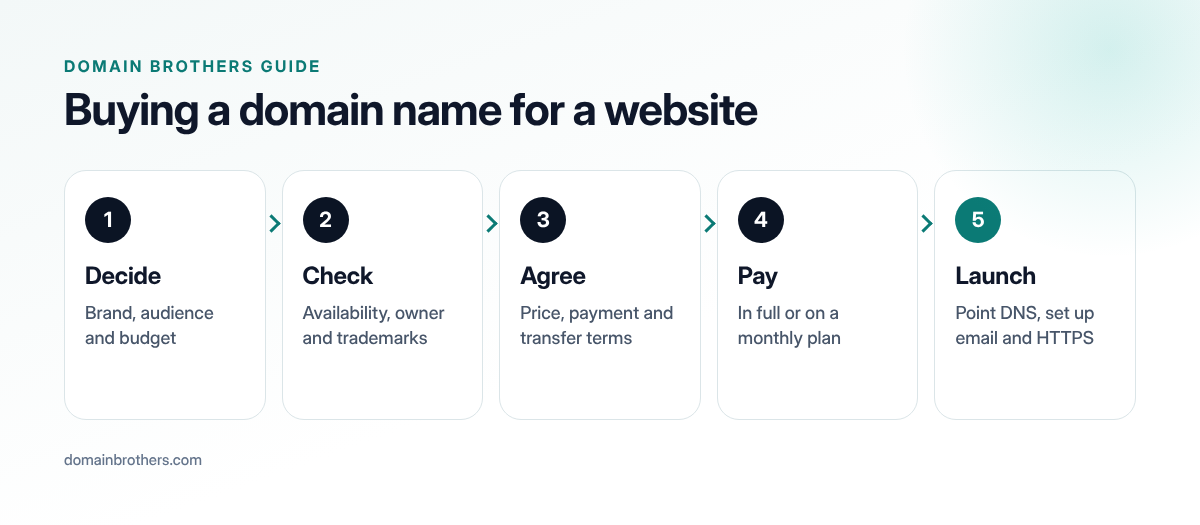 DOMAIN BROTHERS GUIDE
Buying a domain name for a website
1
Decide
Brand, audience
and budget
2
Check
Availability, owner
and trademarks
3
Agree
Price, payment and
transfer terms
4
Pay
In full or on a
monthly plan
5
Launch
Point DNS, set up
email and HTTPS
domainbrothers.com